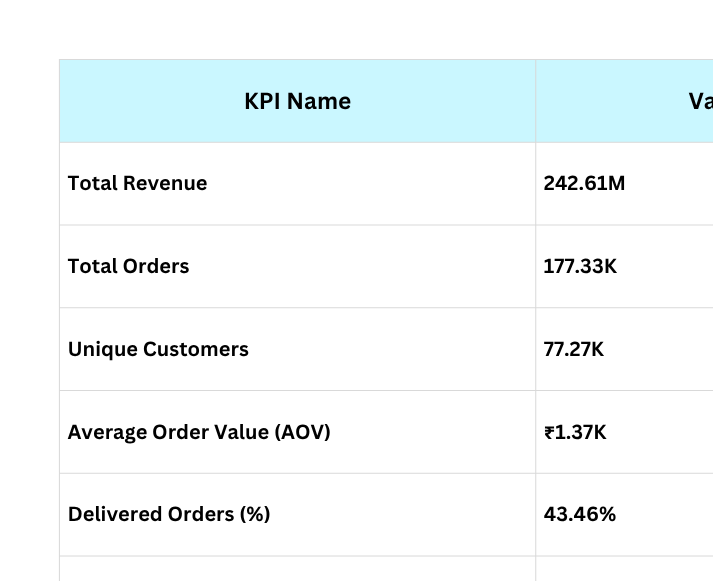 KPI Name
Total Revenue 242.61M
Total Orders 177.33K
Unique Customers 77.27K
Average Order Value (AOV) ₹1.37K
Delivered Orders (%) 43.46%